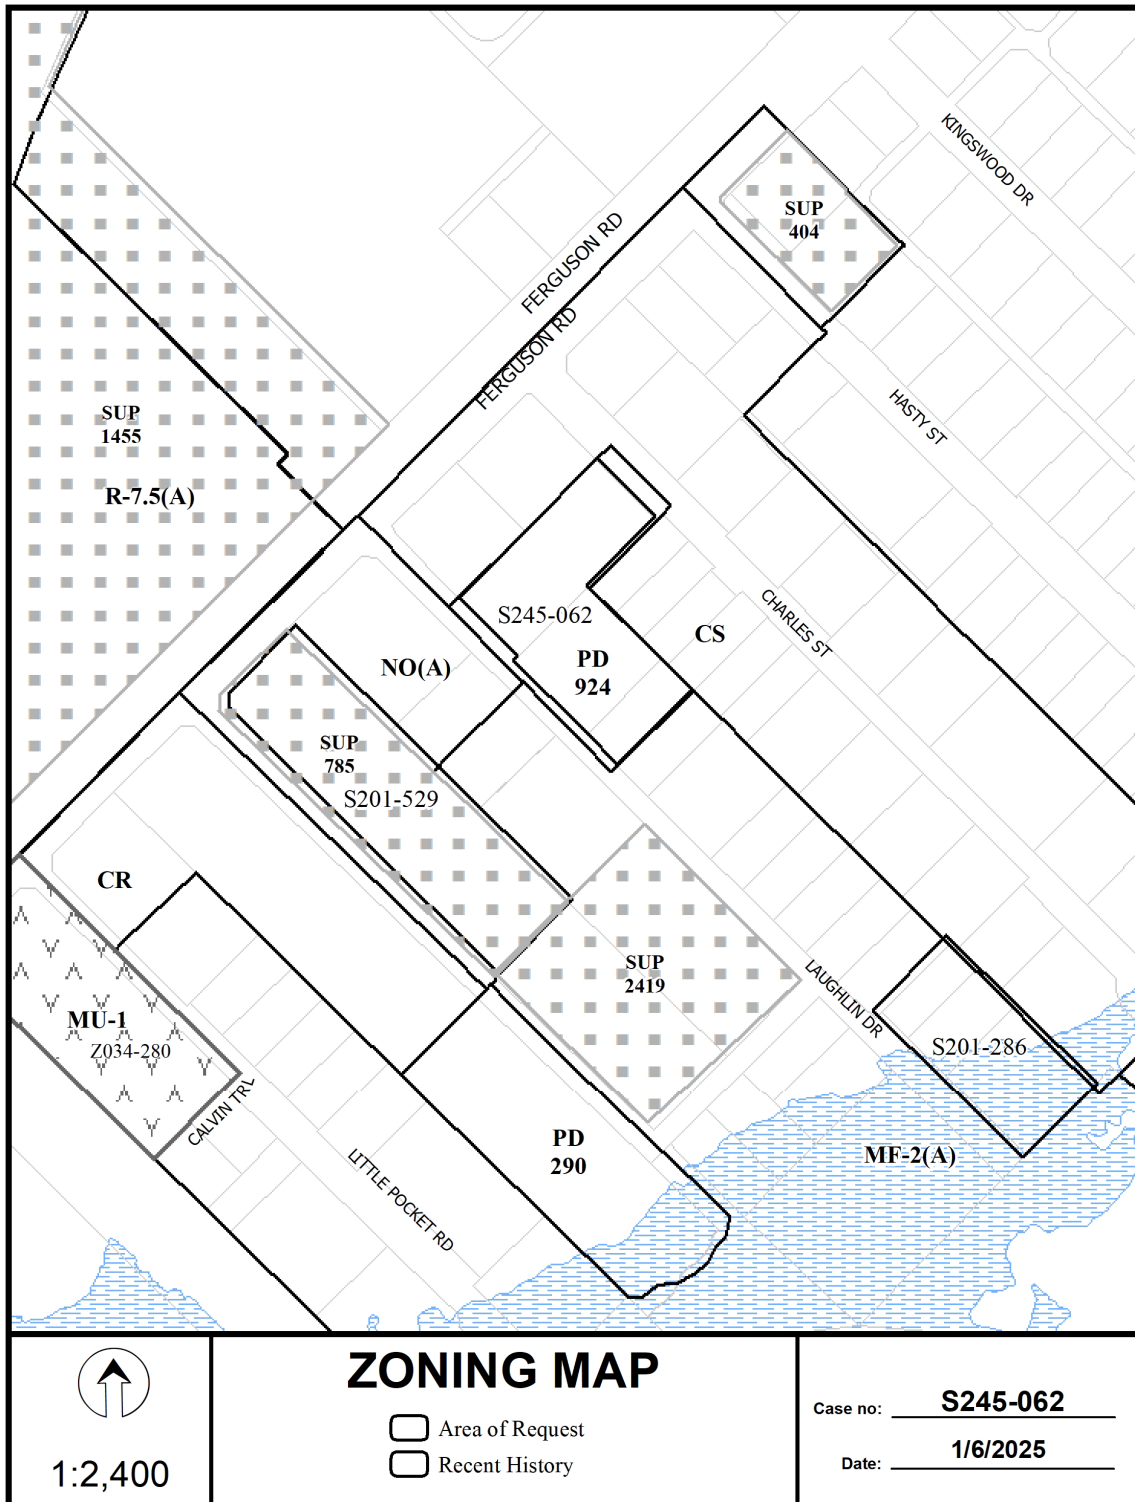 KINGSWOOD DR
SUP
404
FERGUSON RD
FERGUSON RD
HASTY ST
SUP
1455
R-7.5(A)
S245-062
CHARLES ST
CS
PD
924
NO(A)
SUP
785
S201-529
CR
SUP
2419
LAUGHLIN DR
MU-1
Z034-280
S201-286
CALVIN TRL
PD
290
MF-2(A)
LITTLE POCKET RD
1:2,400
ZONING MAP
Area of Request
Recent History
Case no: S245-062
Date: 1/6/2025